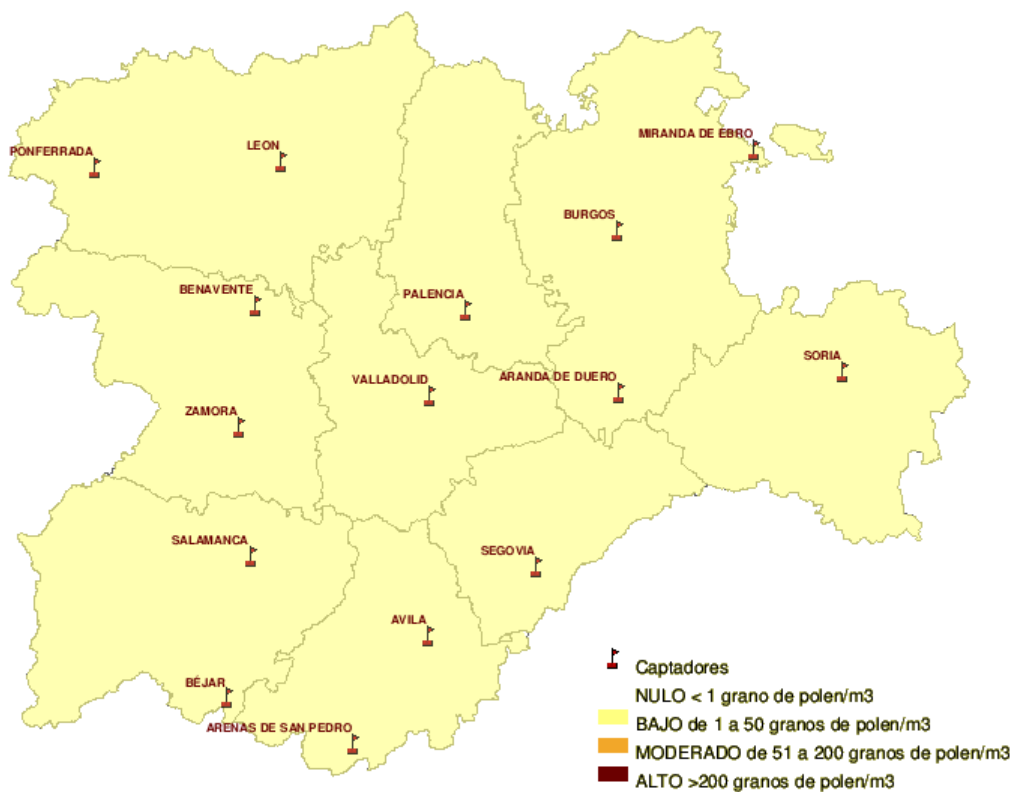 MIRANDA DE EBRO
PONFERRADA
LEON
BURGOS
BENAVENTE
PALENCIA
SORIA
VALLADOLID
ARANDA DE DUERO
ZAMORA
SALAMANCA
SEGOVIA
AVILA
BÉJAR
ARENAS DE SAN PEDRO
Captadores
NULO < 1 grano de polen/m3
BAJO de 1 a 50 granos de polen/m3
MODERADO de 51 a 200 granos de polen/m3
ALTO >200 granos de polen/m3